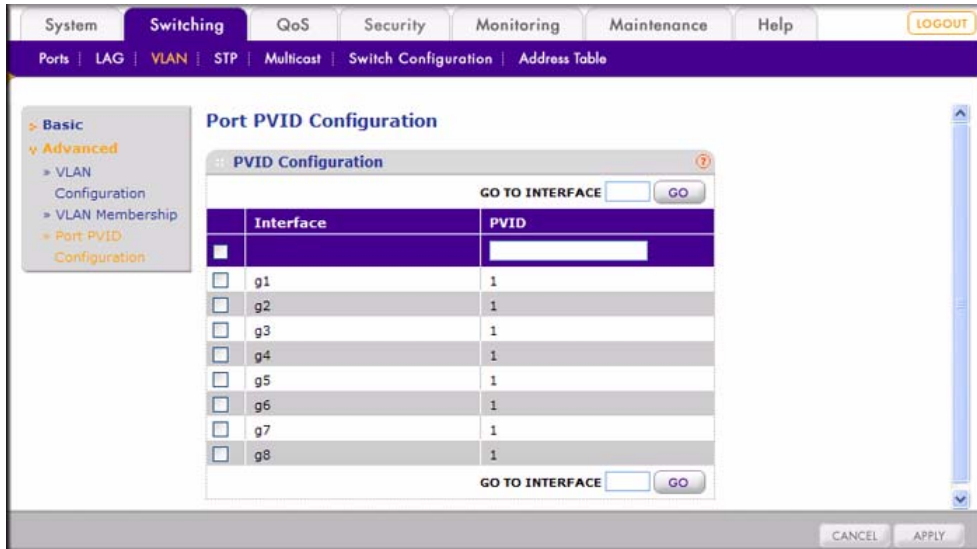 System Switching QoS Security Monitoring Maintenance Help LOGOUT
Ports LAG VLAN STP Multicast Switch Configuration Address Table
Basic
Advanced
» VLAN
Configuration
» VLAN Membership
» Port PVID
Configuration
Port PVID Configuration
PVID Configuration ?
GO TO INTERFACE GO
Interface PVID
g1 1
g2 1
g3 1
g4 1
g5 1
g6 1
g7 1
g8 1
GO TO INTERFACE GO
CANCEL APPLY